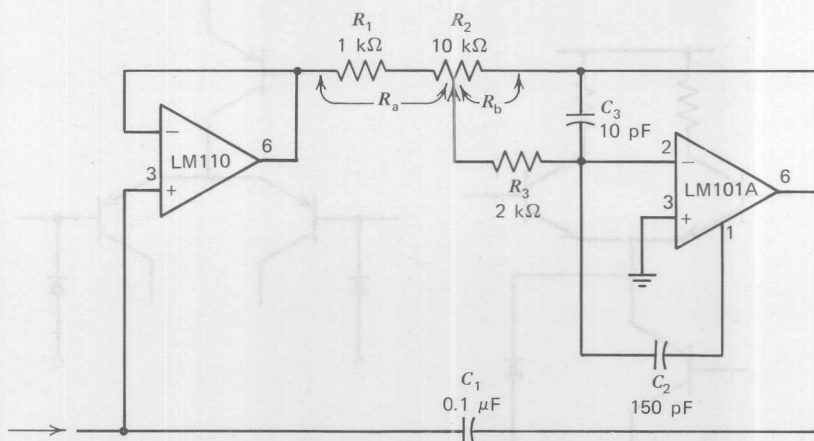 R₁
1 kΩ
R₂
10 kΩ
Rₐ
R_b
C₃
10 pF
−
LM110
6
3
+
R₃
2 kΩ
2
−
LM101A
6
3
+
1
C₂
150 pF
C₁
0.1 μF